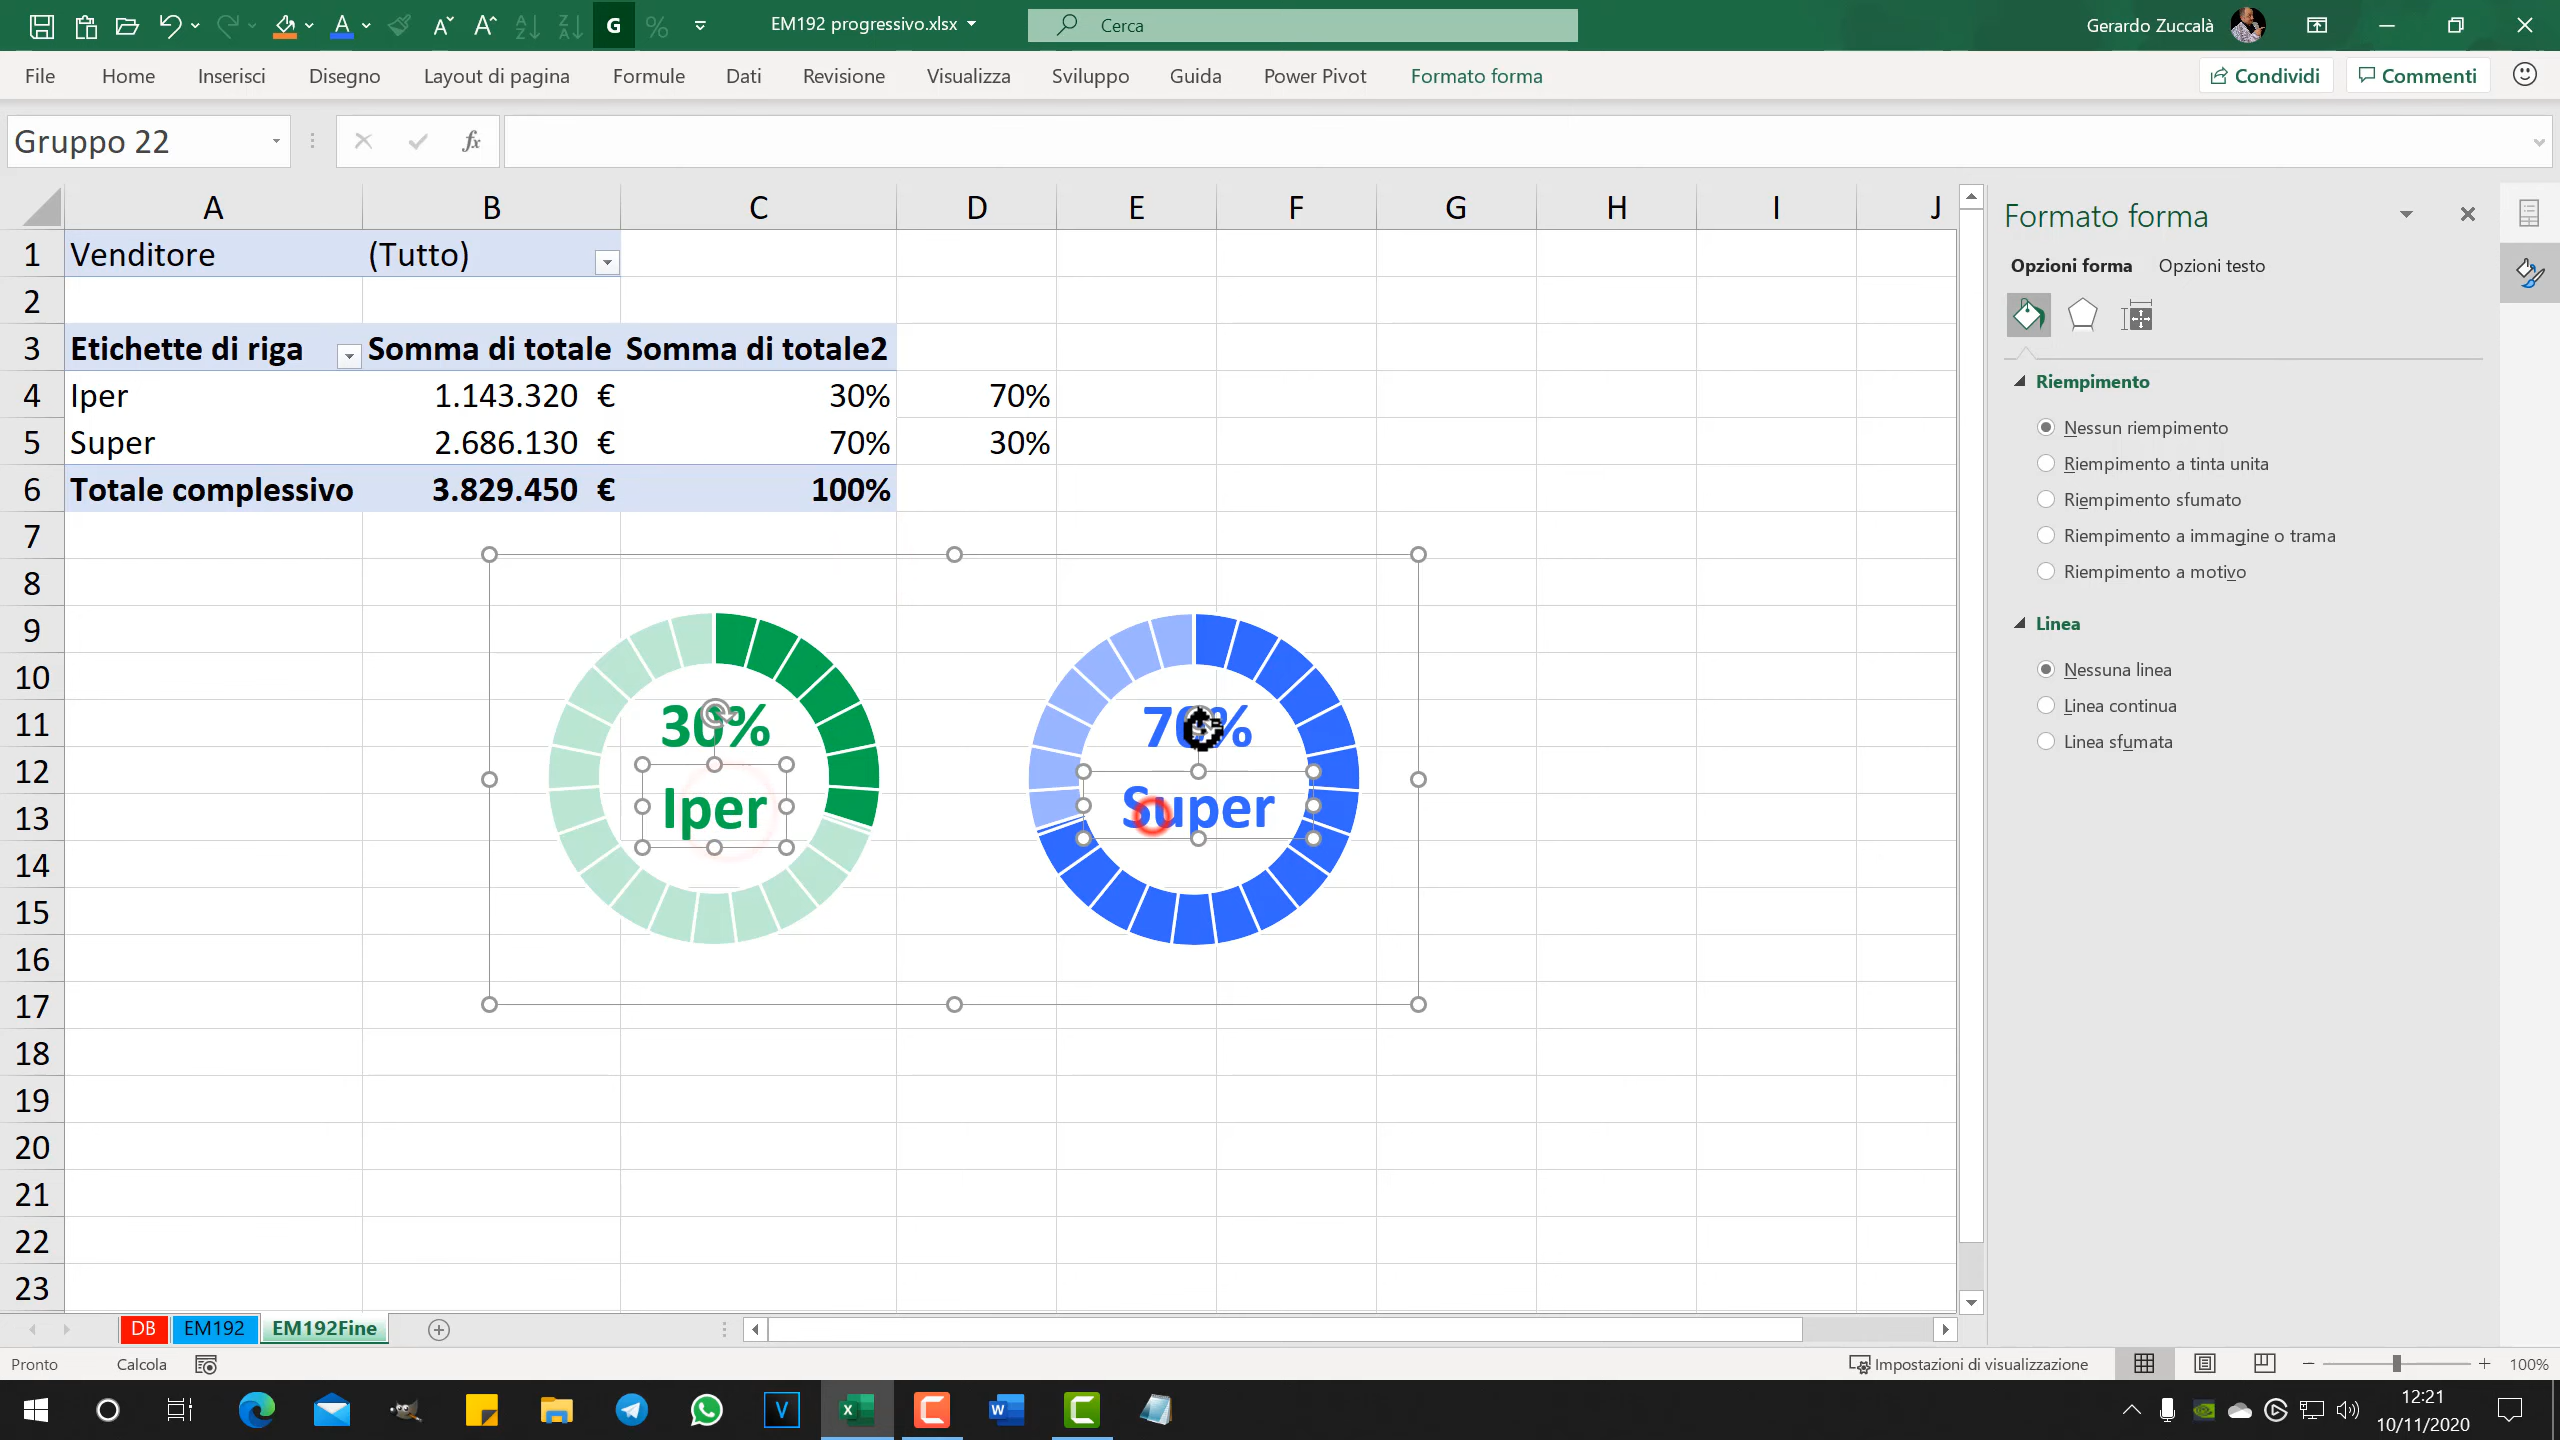 G EM192 progressivo.xlsx Cerca Gerardo Zuccalà
File Home Inserisci Disegno Layout di pagina Formule Dati Revisione Visualizza Sviluppo Guida Power Pivot Formato forma Condividi Commenti
Gruppo 22 fx
A B C D E F G H I J
1 Venditore (Tutto)
2
3 Etichette di riga Somma di totale Somma di totale2
4 Iper 1.143.320 € 30% 70%
5 Super 2.686.130 € 70% 30%
6 Totale complessivo 3.829.450 € 100%
7
8
9
10
11
12
13
14
15
16
17
18
19
20
21
22
23
30%
Iper
70%
Super
Formato forma
Opzioni forma Opzioni testo
Riempimento
Nessun riempimento
Riempimento a tinta unita
Riempimento sfumato
Riempimento a immagine o trama
Riempimento a motivo
Linea
Nessuna linea
Linea continua
Linea sfumata
DB EM192 EM192Fine
Pronto Calcola Impostazioni di visualizzazione 100%
12:21
10/11/2020